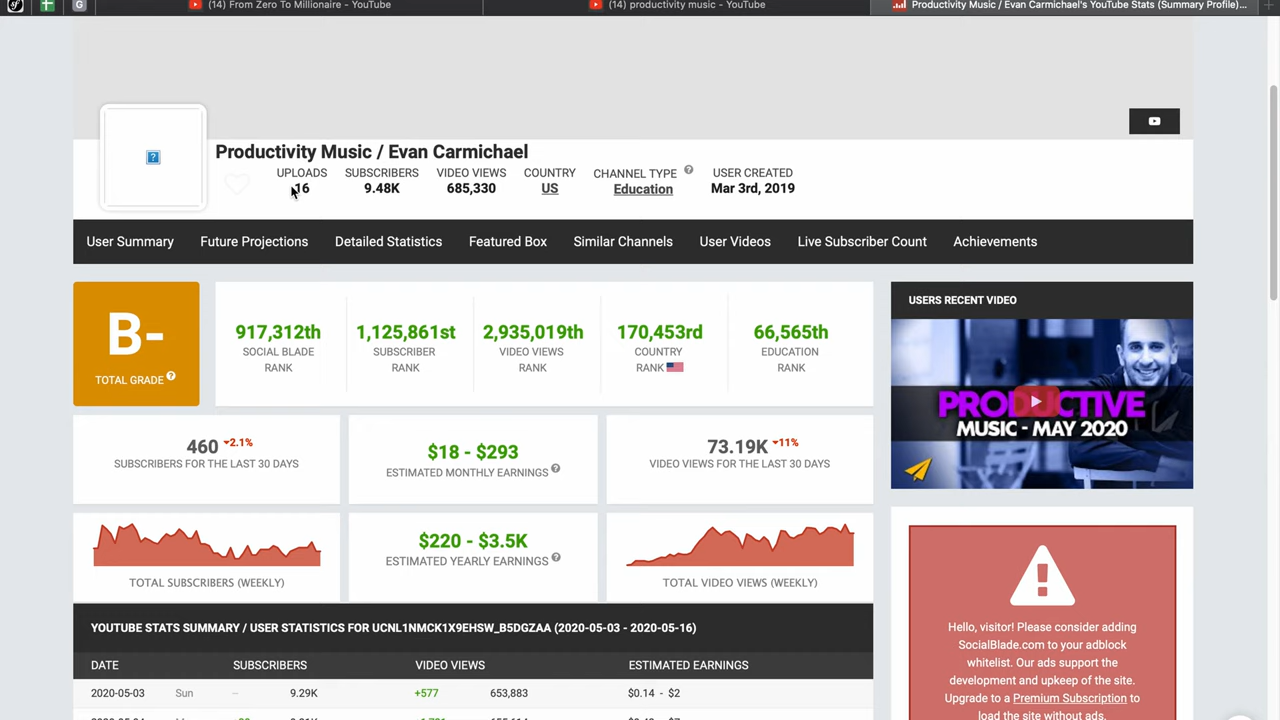 G
(14) From Zero To Millionaire - YouTube
(14) productivity music - YouTube
Productivity Music / Evan Carmichael's YouTube Stats (Summary Profile)...
Productivity Music / Evan Carmichael
UPLOADS SUBSCRIBERS VIDEO VIEWS COUNTRY CHANNEL TYPE ? USER CREATED
16 9.48K 685,330 US Education Mar 3rd, 2019
User Summary Future Projections Detailed Statistics Featured Box Similar Channels User Videos Live Subscriber Count Achievements
B-
TOTAL GRADE ?
917,312th
SOCIAL BLADE
RANK
1,125,861st
SUBSCRIBER
RANK
2,935,019th
VIDEO VIEWS
RANK
170,453rd
COUNTRY
RANK
66,565th
EDUCATION
RANK
USERS RECENT VIDEO
PRODUCTIVE
MUSIC - MAY 2020
460 2.1%
SUBSCRIBERS FOR THE LAST 30 DAYS
$18 - $293
ESTIMATED MONTHLY EARNINGS ?
73.19K 11%
VIDEO VIEWS FOR THE LAST 30 DAYS
TOTAL SUBSCRIBERS (WEEKLY)
$220 - $3.5K
ESTIMATED YEARLY EARNINGS ?
TOTAL VIDEO VIEWS (WEEKLY)
Hello, visitor! Please consider adding
SocialBlade.com to your adblock
whitelist. Our ads support the
development and upkeep of the site.
Upgrade to a Premium Subscription to
load the site without ads.
YOUTUBE STATS SUMMARY / USER STATISTICS FOR UCNL1NMCK1X9EHSW_B5DGZAA (2020-05-03 - 2020-05-16)
DATE SUBSCRIBERS VIDEO VIEWS ESTIMATED EARNINGS
2020-05-03 Sun -- 9.29K +577 653,883 $0.14 - $2